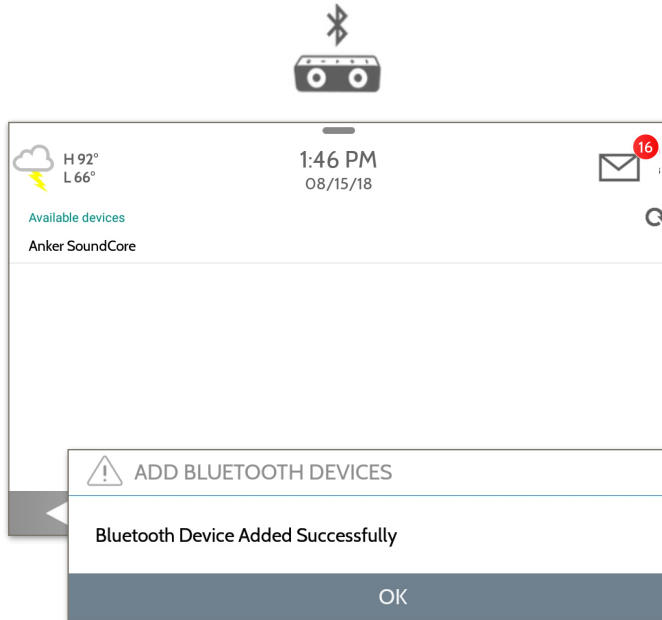 H 92°
L 66°
1:46 PM
08/15/18
16
Available devices
Anker SoundCore
ADD BLUETOOTH DEVICES
Bluetooth Device Added Successfully
OK